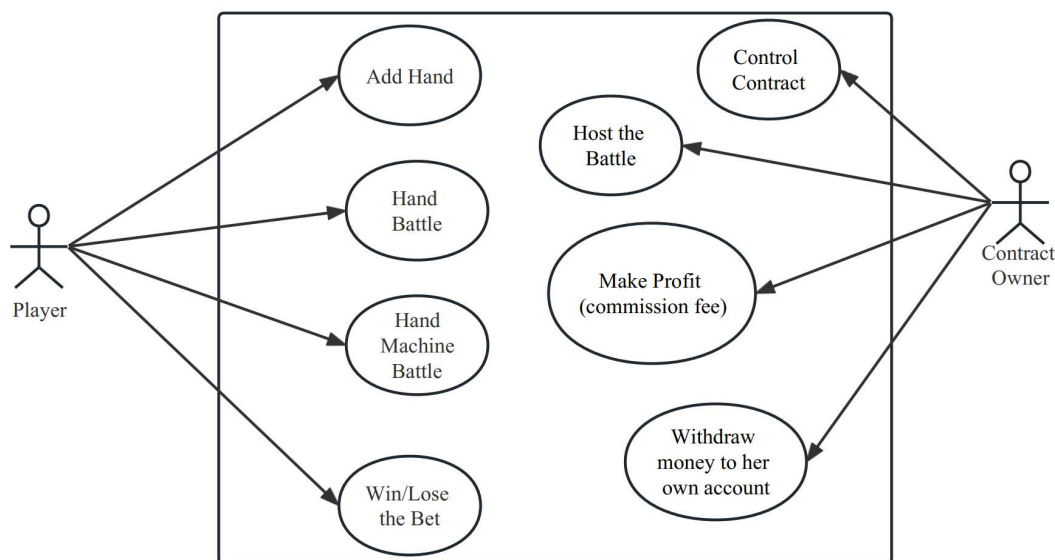 Add Hand
Control
Contract
Host the
Battle
Hand
Battle
Player
Contract
Owner
Make Profit
(commission fee)
Hand
Machine
Battle
Withdraw
money to her
own account
Win/Lose
the Bet